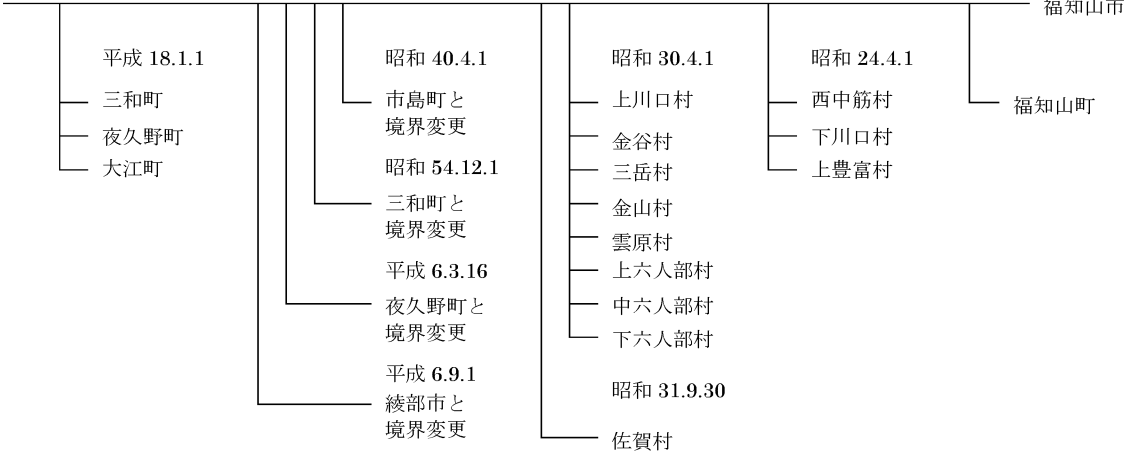 福知山市
平成 18.1.1
三和町
夜久野町
大江町
昭和 40.4.1
市島町と
境界変更
昭和 54.12.1
三和町と
境界変更
平成 6.3.16
夜久野町と
境界変更
平成 6.9.1
綾部市と
境界変更
昭和 30.4.1
上川口村
金谷村
三岳村
金山村
雲原村
上六人部村
中六人部村
下六人部村
昭和 31.9.30
佐賀村
昭和 24.4.1
西中筋村
下川口村
上豊富村
福知山町